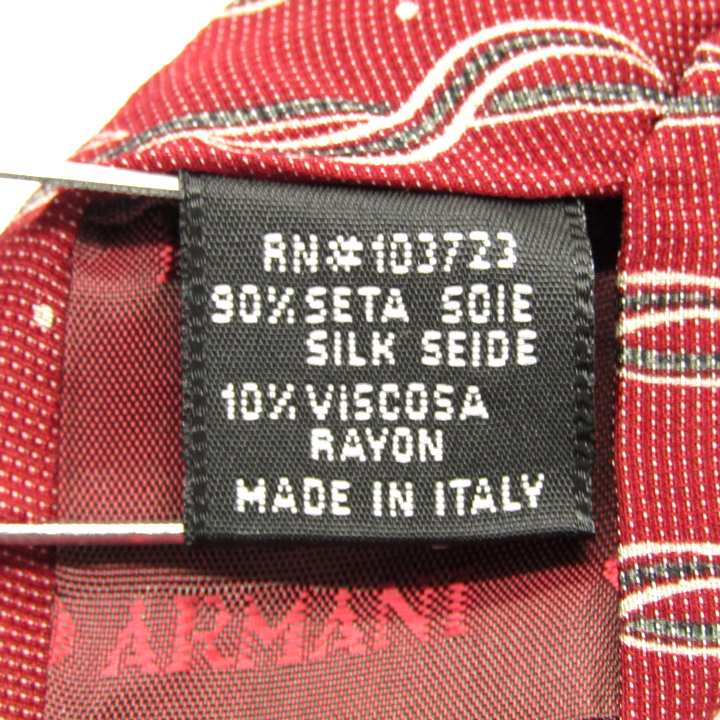 RN#103723
90% SETA SOIE
SILK SEIDE
10% VISCOSA
RAYON
MADE IN ITALY
ARMANI